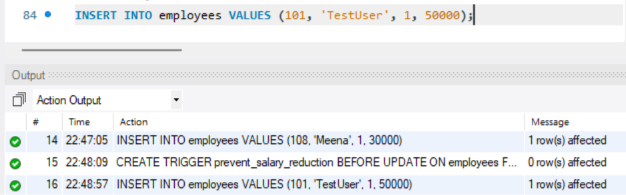 84 INSERT INTO employees VALUES (101, 'TestUser', 1, 50000);
Output
Action Output
# Time Action Message
14 22:47:05 INSERT INTO employees VALUES (108, 'Meena', 1, 30000) 1 row(s) affected
15 22:48:09 CREATE TRIGGER prevent_salary_reduction BEFORE UPDATE ON employees F... 0 row(s) affected
16 22:48:57 INSERT INTO employees VALUES (101, 'TestUser', 1, 50000) 1 row(s) affected